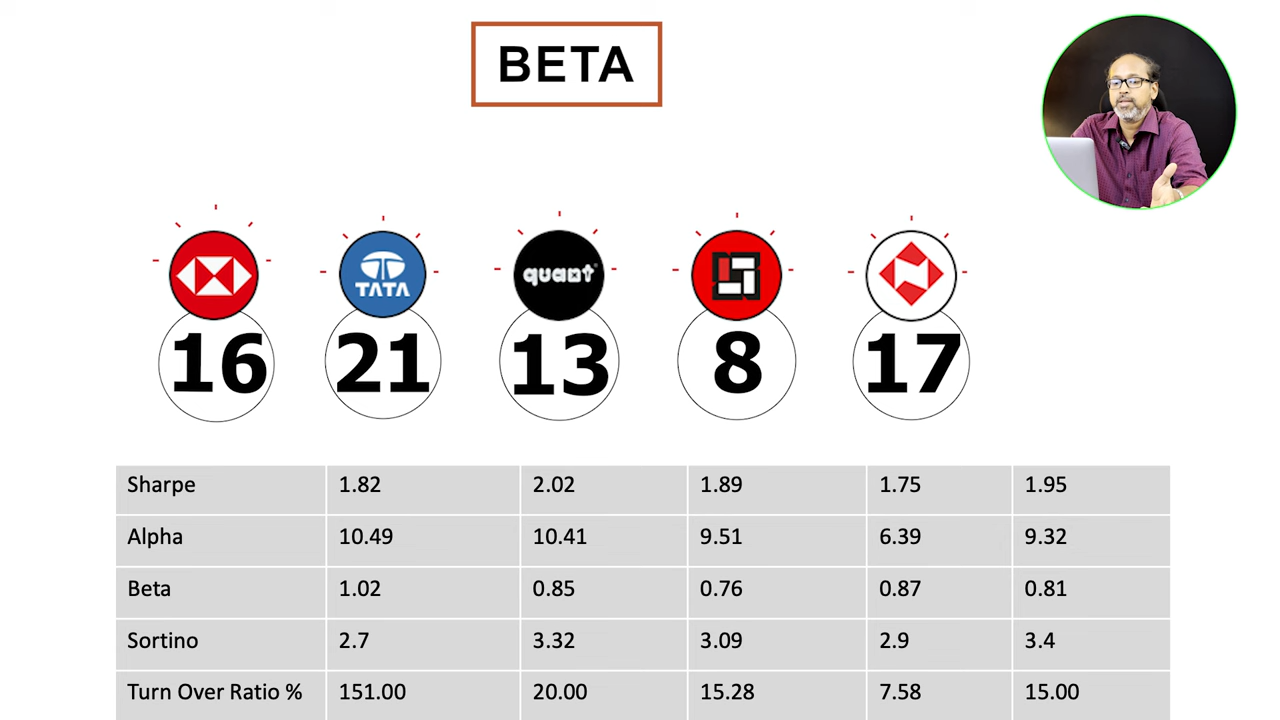 BETA
TATA
quant
16 21 13 8 17
Sharpe 1.82 2.02 1.89 1.75 1.95
Alpha 10.49 10.41 9.51 6.39 9.32
Beta 1.02 0.85 0.76 0.87 0.81
Sortino 2.7 3.32 3.09 2.9 3.4
Turn Over Ratio % 151.00 20.00 15.28 7.58 15.00